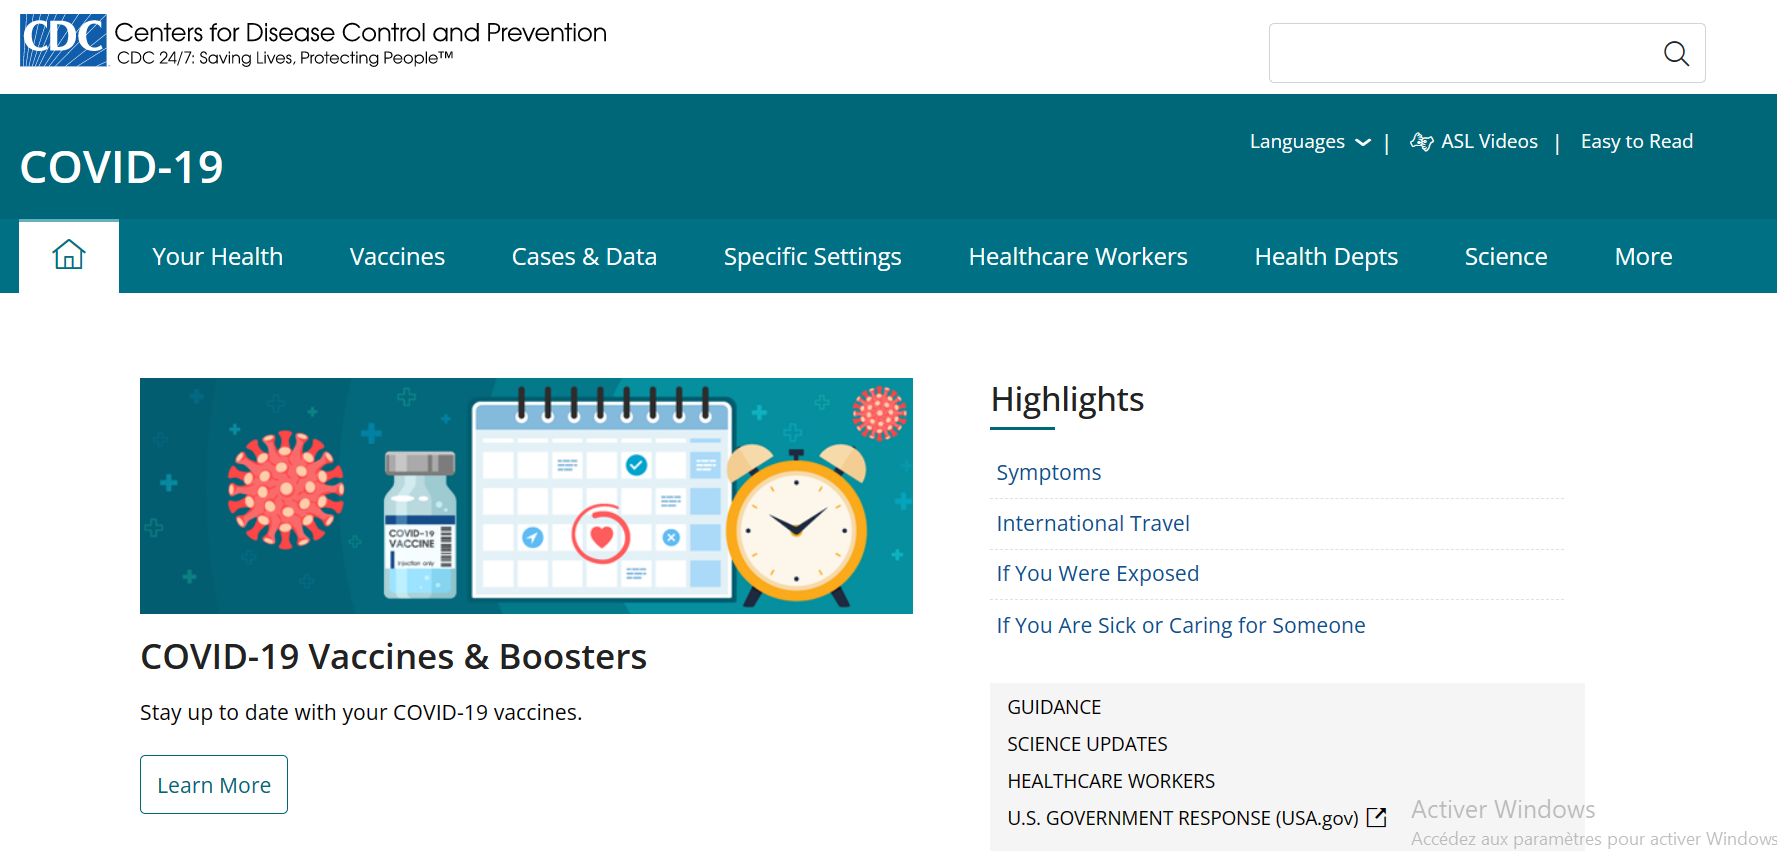 CDC Centers for Disease Control and Prevention
CDC 24/7: Saving Lives, Protecting People™
COVID-19
Languages | ASL Videos | Easy to Read
Your Health Vaccines Cases & Data Specific Settings Healthcare Workers Health Depts Science More
COVID-19
VACCINE
Injection only
COVID-19 Vaccines & Boosters
Stay up to date with your COVID-19 vaccines.
Learn More
Highlights
Symptoms
International Travel
If You Were Exposed
If You Are Sick or Caring for Someone
GUIDANCE
SCIENCE UPDATES
HEALTHCARE WORKERS
U.S. GOVERNMENT RESPONSE (USA.gov)
Activer Windows
Accédez aux paramètres pour activer Windows